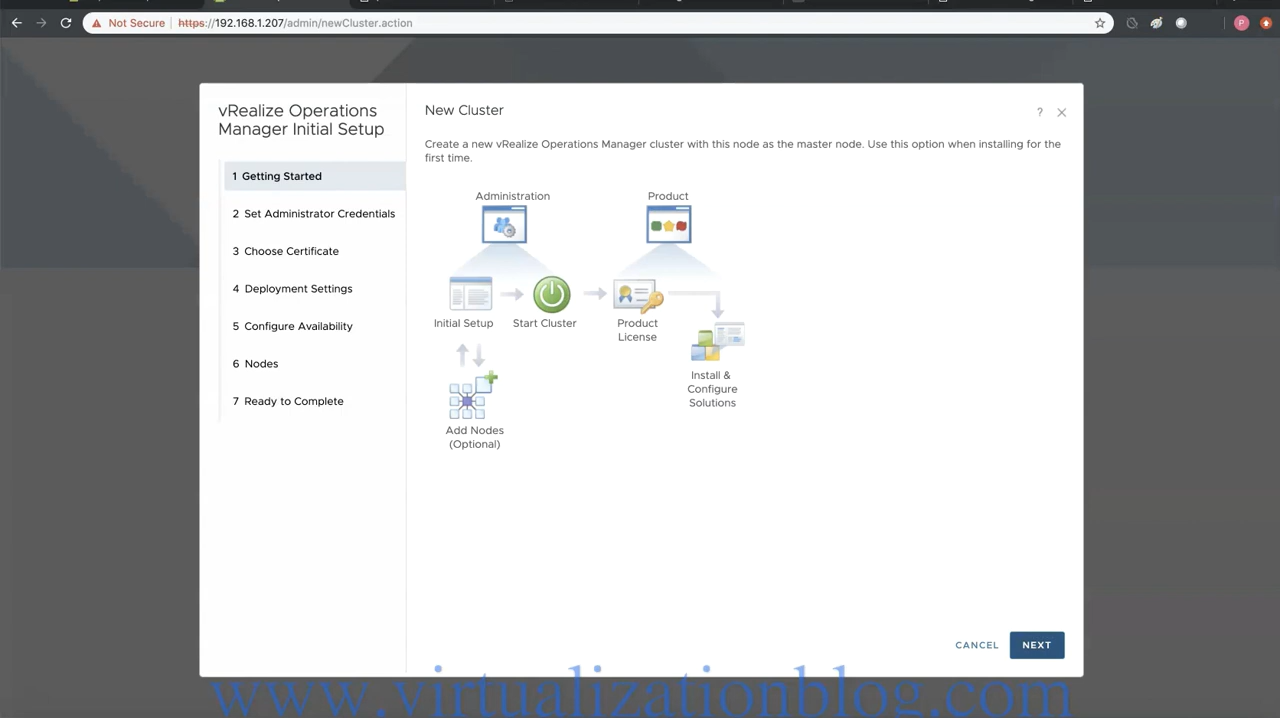 Not Secure
https://192.168.1.207/admin/newCluster.action
P
vRealize Operations
Manager Initial Setup
1 Getting Started
2 Set Administrator Credentials
3 Choose Certificate
4 Deployment Settings
5 Configure Availability
6 Nodes
7 Ready to Complete
New Cluster
?
Create a new vRealize Operations Manager cluster with this node as the master node. Use this option when installing for the
first time.
Administration
Product
Initial Setup
Start Cluster
Product
License
Install &
Configure
Solutions
Add Nodes
(Optional)
CANCEL
NEXT
www.virtualizationblog.com